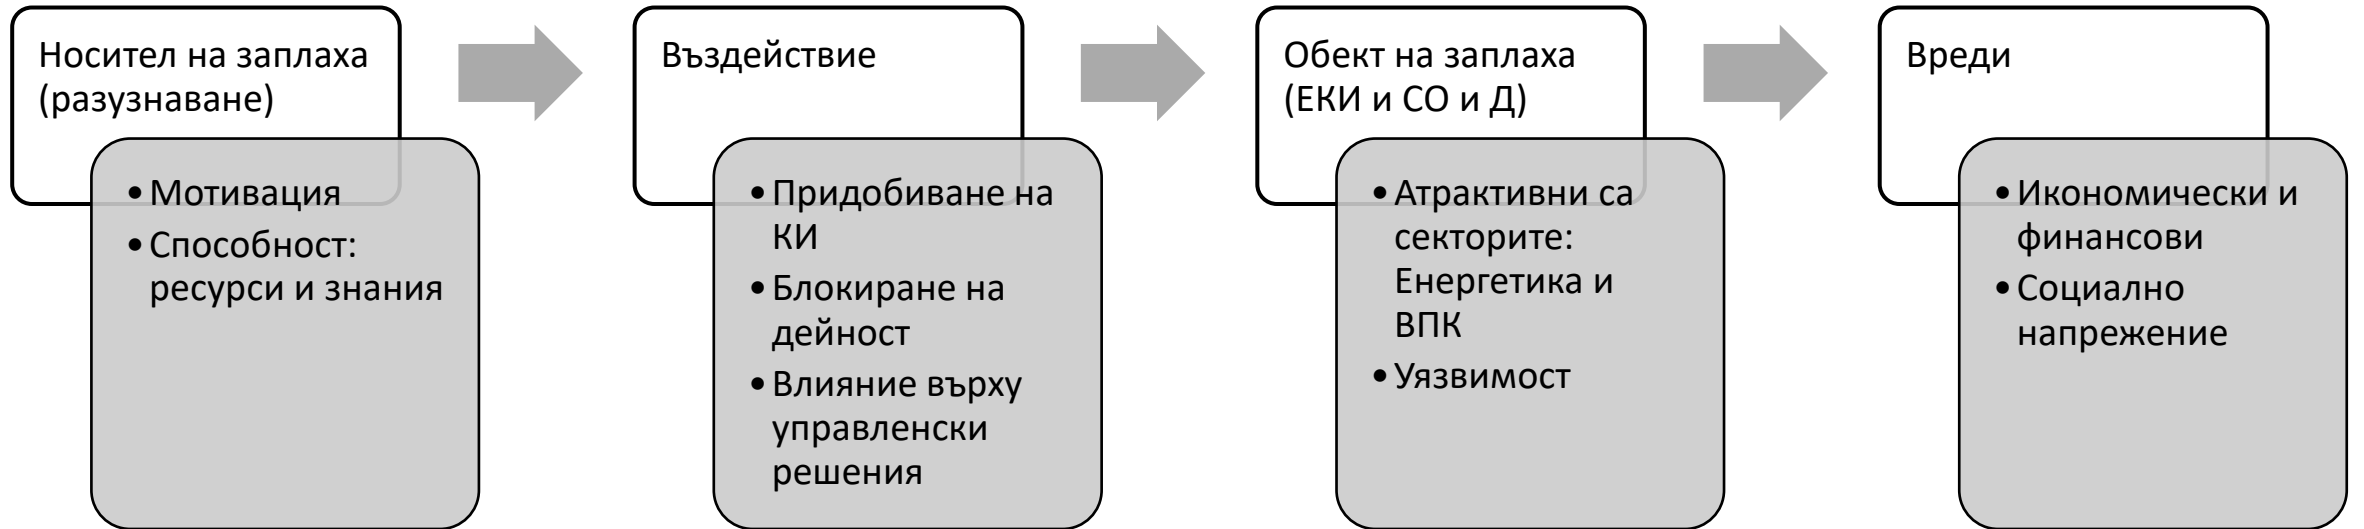 Носител на заплаха
(разузнаване)
• Мотивация
• Способност:
ресурси и знания
Въздействие
• Придобиване на
КИ
• Блокиране на
дейност
• Влияние върху
управленски
решения
Обект на заплаха
(ЕКИ и СО и Д)
• Атрактивни са
секторите:
Енергетика и
ВПК
• Уязвимост
Вреди
• Икономически и
финансови
• Социално
напрежение